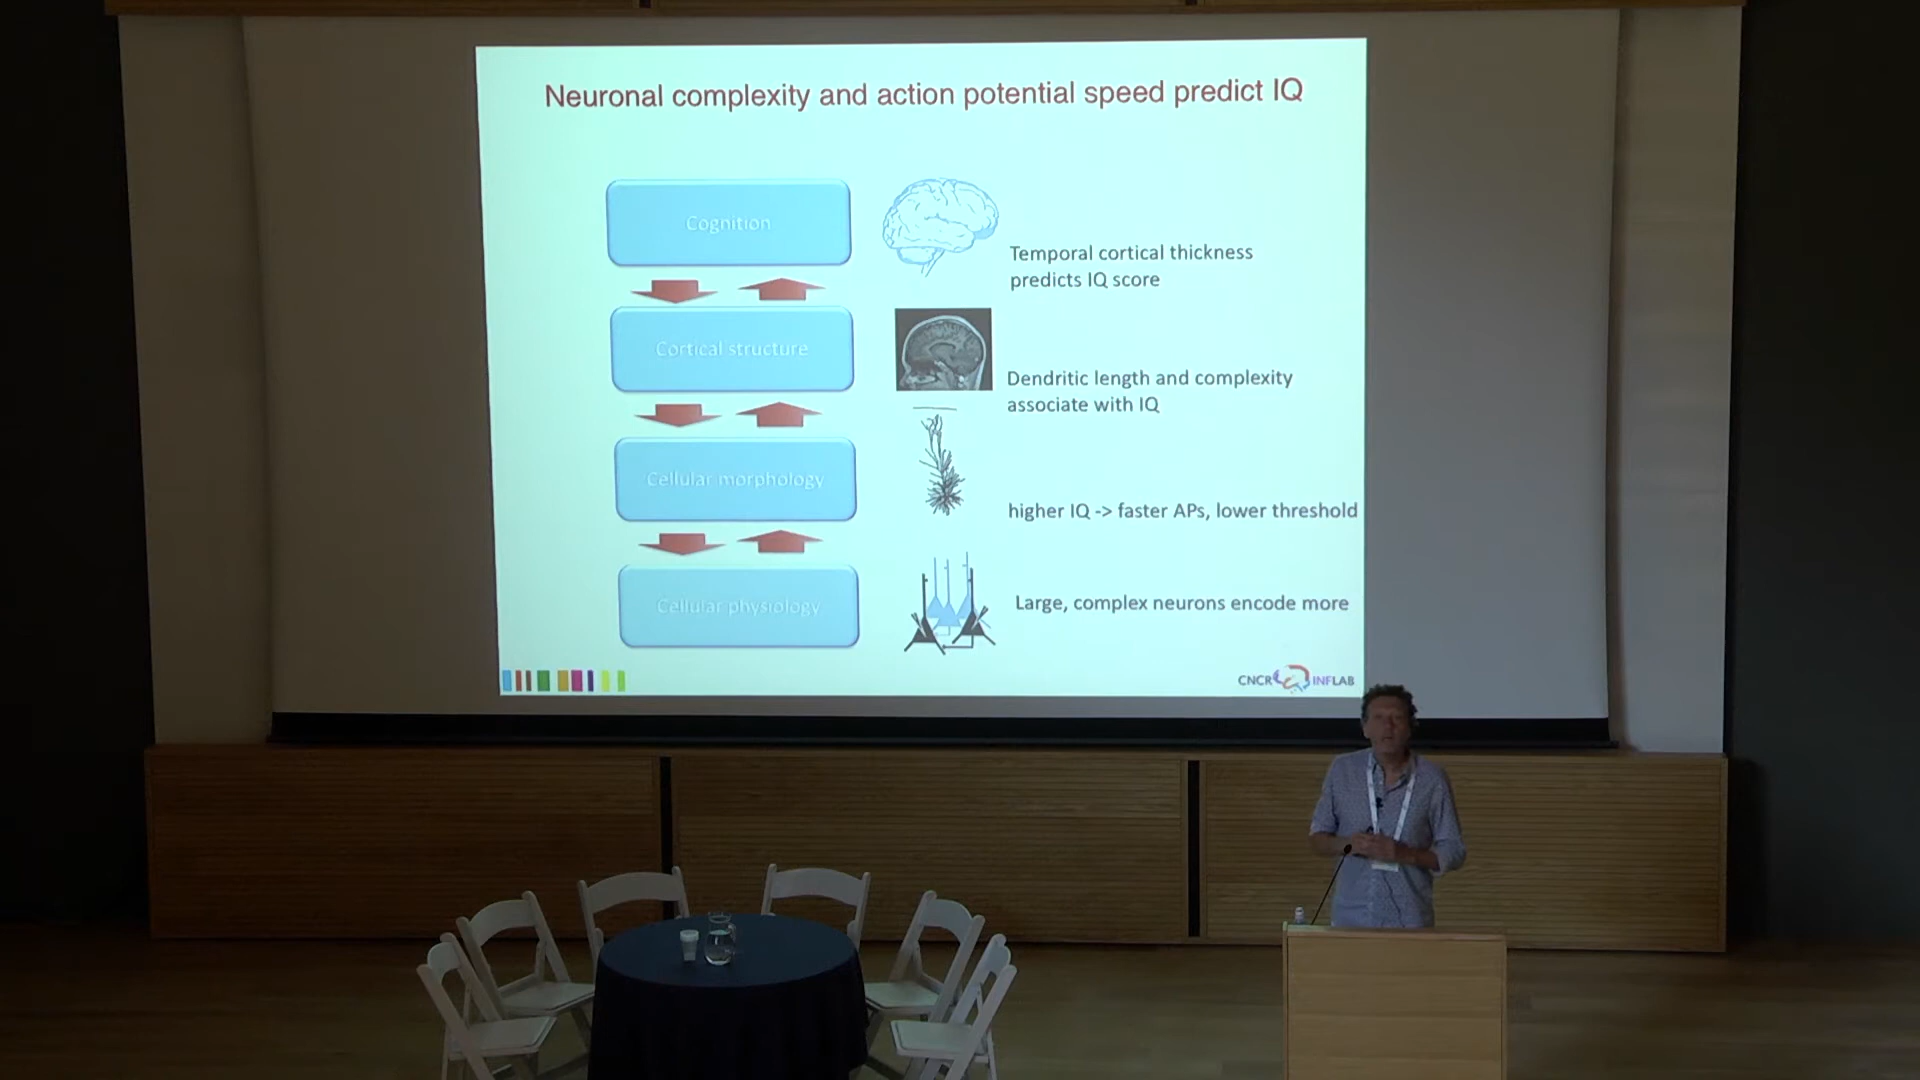 Neuronal complexity and action potential speed predict IQ
Cognition
Temporal cortical thickness
predicts IQ score
Cortical structure
Dendritic length and complexity
associate with IQ
Cellular morphology
higher IQ -> faster APs, lower threshold
Cellular physiology
Large, complex neurons encode more
CNCR INFLAB